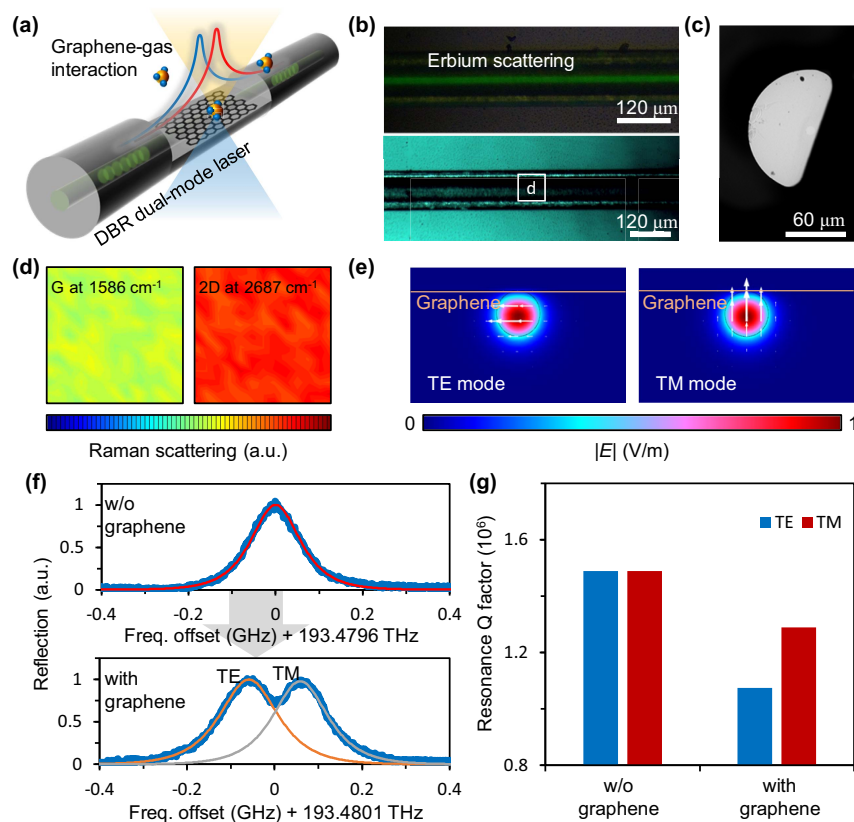 (a)
Graphene-gas
interaction
DBR dual-mode laser
(b)
Erbium scattering
120 μm
d
120 μm
(c)
60 μm
(d)
G at 1586 cm⁻¹
2D at 2687 cm⁻¹
Raman scattering (a.u.)
(e)
Graphene
TE mode
Graphene
TM mode
0
1
|E| (V/m)
(f)
Reflection (a.u.)
w/o
graphene
1
0.5
0
-0.4
-0.2
0
0.2
0.4
Freq. offset (GHz) + 193.4796 THz
with
graphene
TE
TM
1
0.5
0
-0.4
-0.2
0
0.2
0.4
Freq. offset (GHz) + 193.4801 THz
(g)
Resonance Q factor (10⁶)
TE
TM
1.8
1.5
1.2
0.8
w/o
graphene
with
graphene